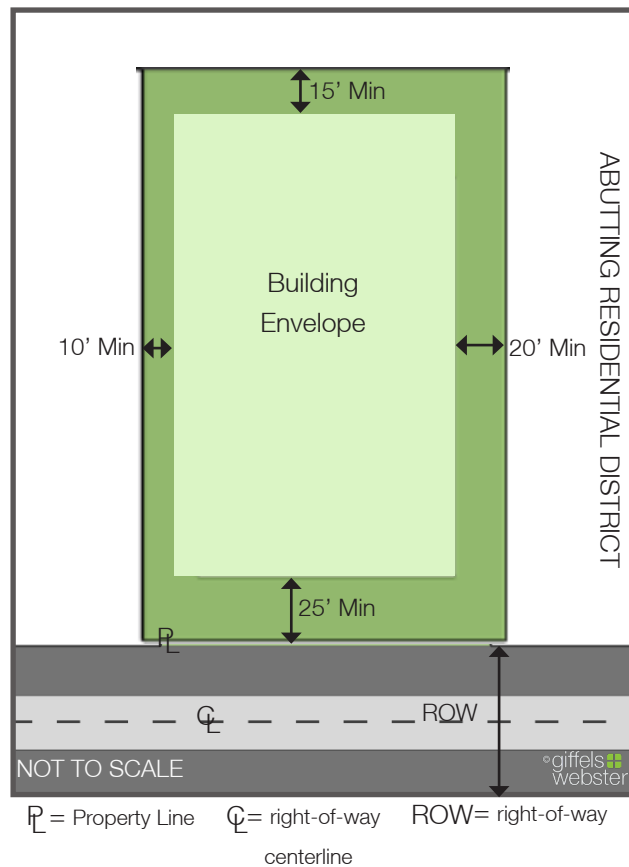 15’ Min
Building
Envelope
10’ Min
20’ Min
ABUTTING RESIDENTIAL DISTRICT
25’ Min
PL
CL
ROW
NOT TO SCALE
© giffels
webster
PL = Property Line CL = right-of-way ROW= right-of-way
centerline